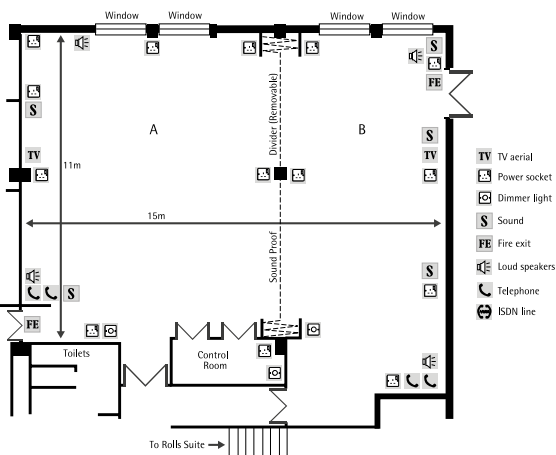 Window
Window
Window
Window
S
FE
S
A
Divider (Removable)
B
S
TV
11m
TV
15m
Sound Proof
S
S
FE
Toilets
Control
Room
To Rolls Suite
TV TV aerial
Power socket
Dimmer light
S Sound
FE Fire exit
Loud speakers
Telephone
ISDN line